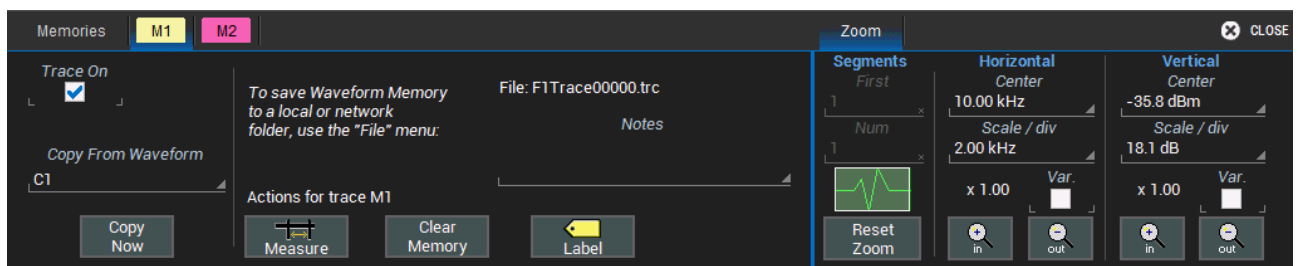 Memories
M1
M2
Trace On
Copy From Waveform
C1
Copy
Now
To save Waveform Memory
to a local or network
folder, use the "File" menu:
Actions for trace M1
Measure
Clear
Memory
File: F1Trace00000.trc
Notes
Label
Zoom
CLOSE
Segments
First
1
Num
1
Reset
Zoom
Horizontal
Center
10.00 kHz
Scale / div
2.00 kHz
x 1.00
Var.
in
out
Vertical
Center
-35.8 dBm
Scale / div
18.1 dB
x 1.00
Var.
in
out